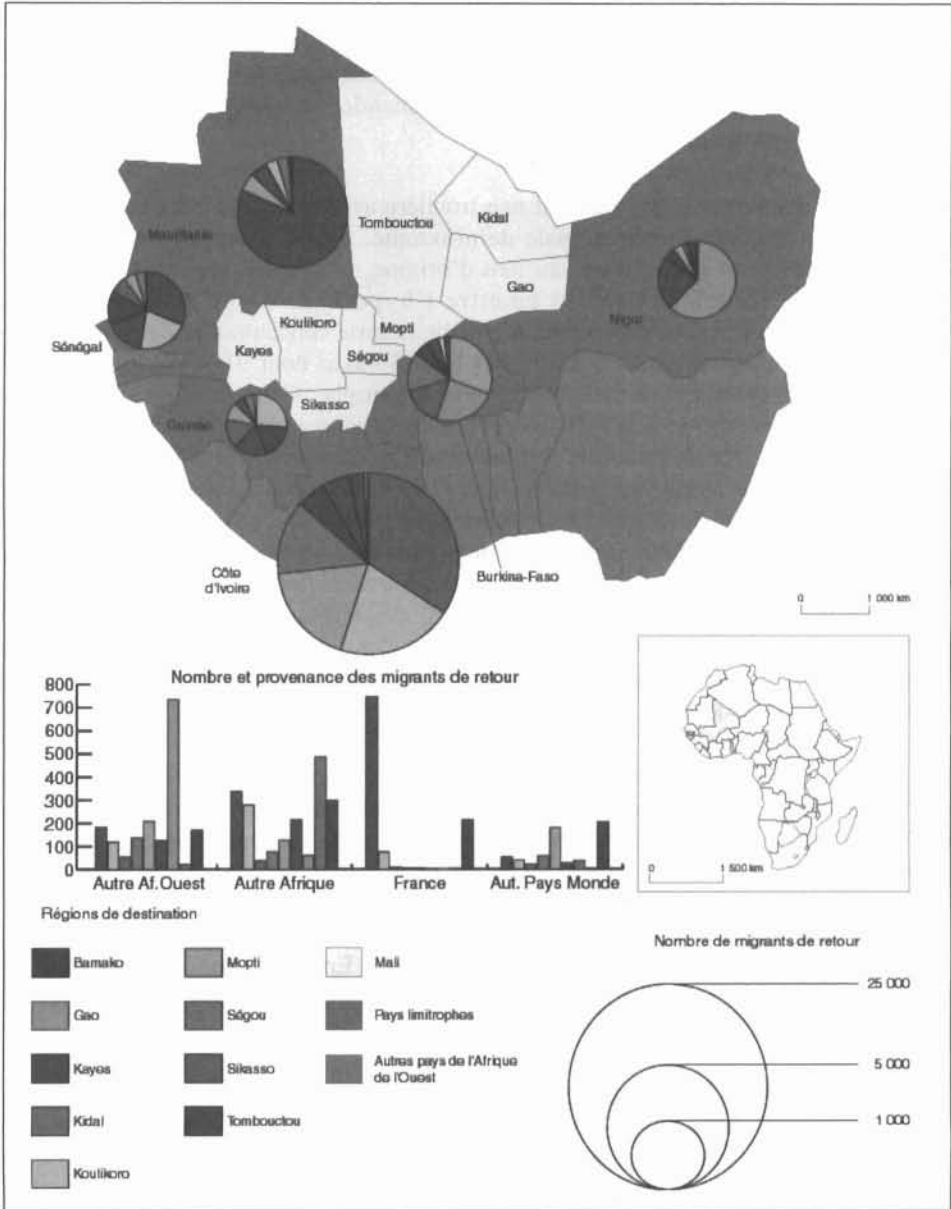 Mauritanie
Tombouctou
Kidal
Gao
Niger
Mopti
Koulikoro
Kayes
Ségou
Sénégal
Sikasso
Guinée
Côte
d'Ivoire
Burkina-Faso
0 1 000 km
Nombre et provenance des migrants de retour
800
700
600
500
400
300
200
100
0
Autre Af.Ouest Autre Afrique France Aut. Pays Monde
0 1 500 km
Régions de destination
Bamako
Gao
Kayes
Kidal
Koulikoro
Mopti
Ségou
Sikasso
Tombouctou
Mali
Pays limitrophes
Autres pays de l'Afrique
de l'Ouest
Nombre de migrants de retour
25 000
5 000
1 000